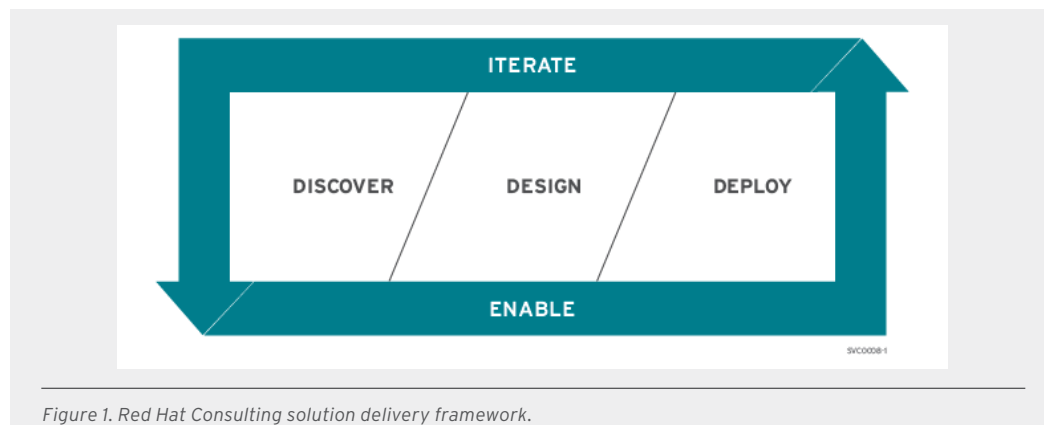 ITERATE
DISCOVER DESIGN DEPLOY
ENABLE
SVC0008-1
Figure 1. Red Hat Consulting solution delivery framework.